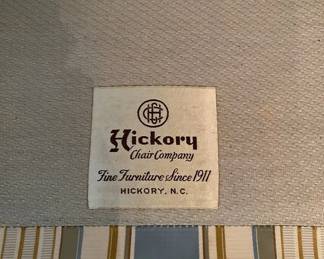 Hickory
Chair Company
Fine Furniture Since 1911
HICKORY, N.C.